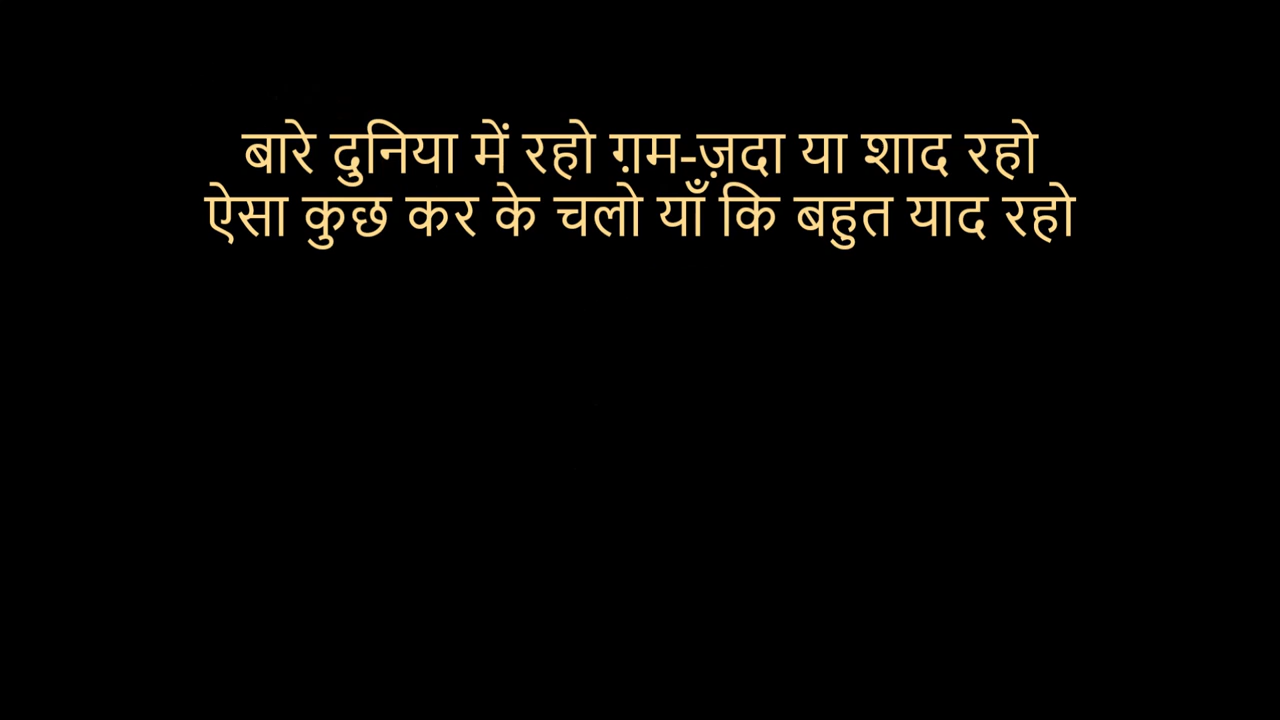 बारे दुनिया में रहो ग़म-ज़दा या शाद रहो
ऐसा कुछ कर के चलो याँ कि बहुत याद रहो